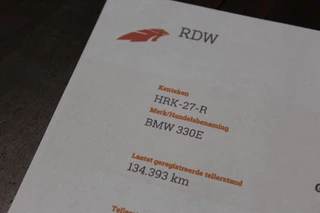 RDW
Kenteken
HRK-27-R
Merk/Handelsbenaming
BMW 330E
Laatst geregistreerde tellerstand
134.393 km